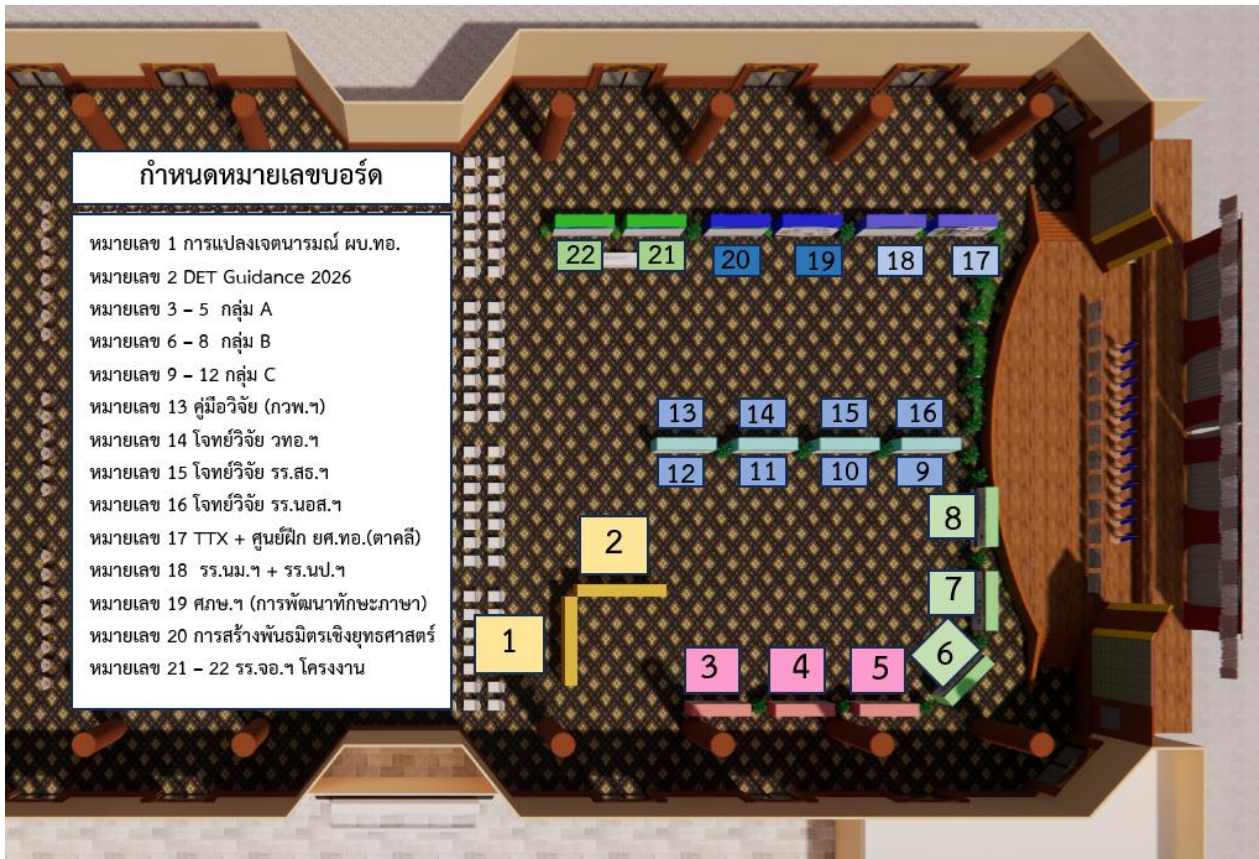 กำหนดหมายเลขบอร์ด
หมายเลข 1 การแปลงเจตนารมณ์ ผบ.ทอ.
หมายเลข 2 DET Guidance 2026
หมายเลข 3 – 5 กลุ่ม A
หมายเลข 6 – 8 กลุ่ม B
หมายเลข 9 – 12 กลุ่ม C
หมายเลข 13 คู่มือวิจัย (กวพ.ฯ)
หมายเลข 14 โจทย์วิจัย วทอ.ฯ
หมายเลข 15 โจทย์วิจัย รร.สธ.ฯ
หมายเลข 16 โจทย์วิจัย รร.นอส.ฯ
หมายเลข 17 TTX + ศูนย์ฝึก ยศ.ทอ.(ตาคลี)
หมายเลข 18 รร.นม.ฯ + รร.นป.ฯ
หมายเลข 19 ศภษ.ฯ (การพัฒนาทักษะภาษา)
หมายเลข 20 การสร้างพันธมิตรเชิงยุทธศาสตร์
หมายเลข 21 – 22 รร.จอ.ฯ โครงงาน
22 21 20 19 18 17
13 14 15 16
12 11 10 9
8
2
7
1
6
3 4 5